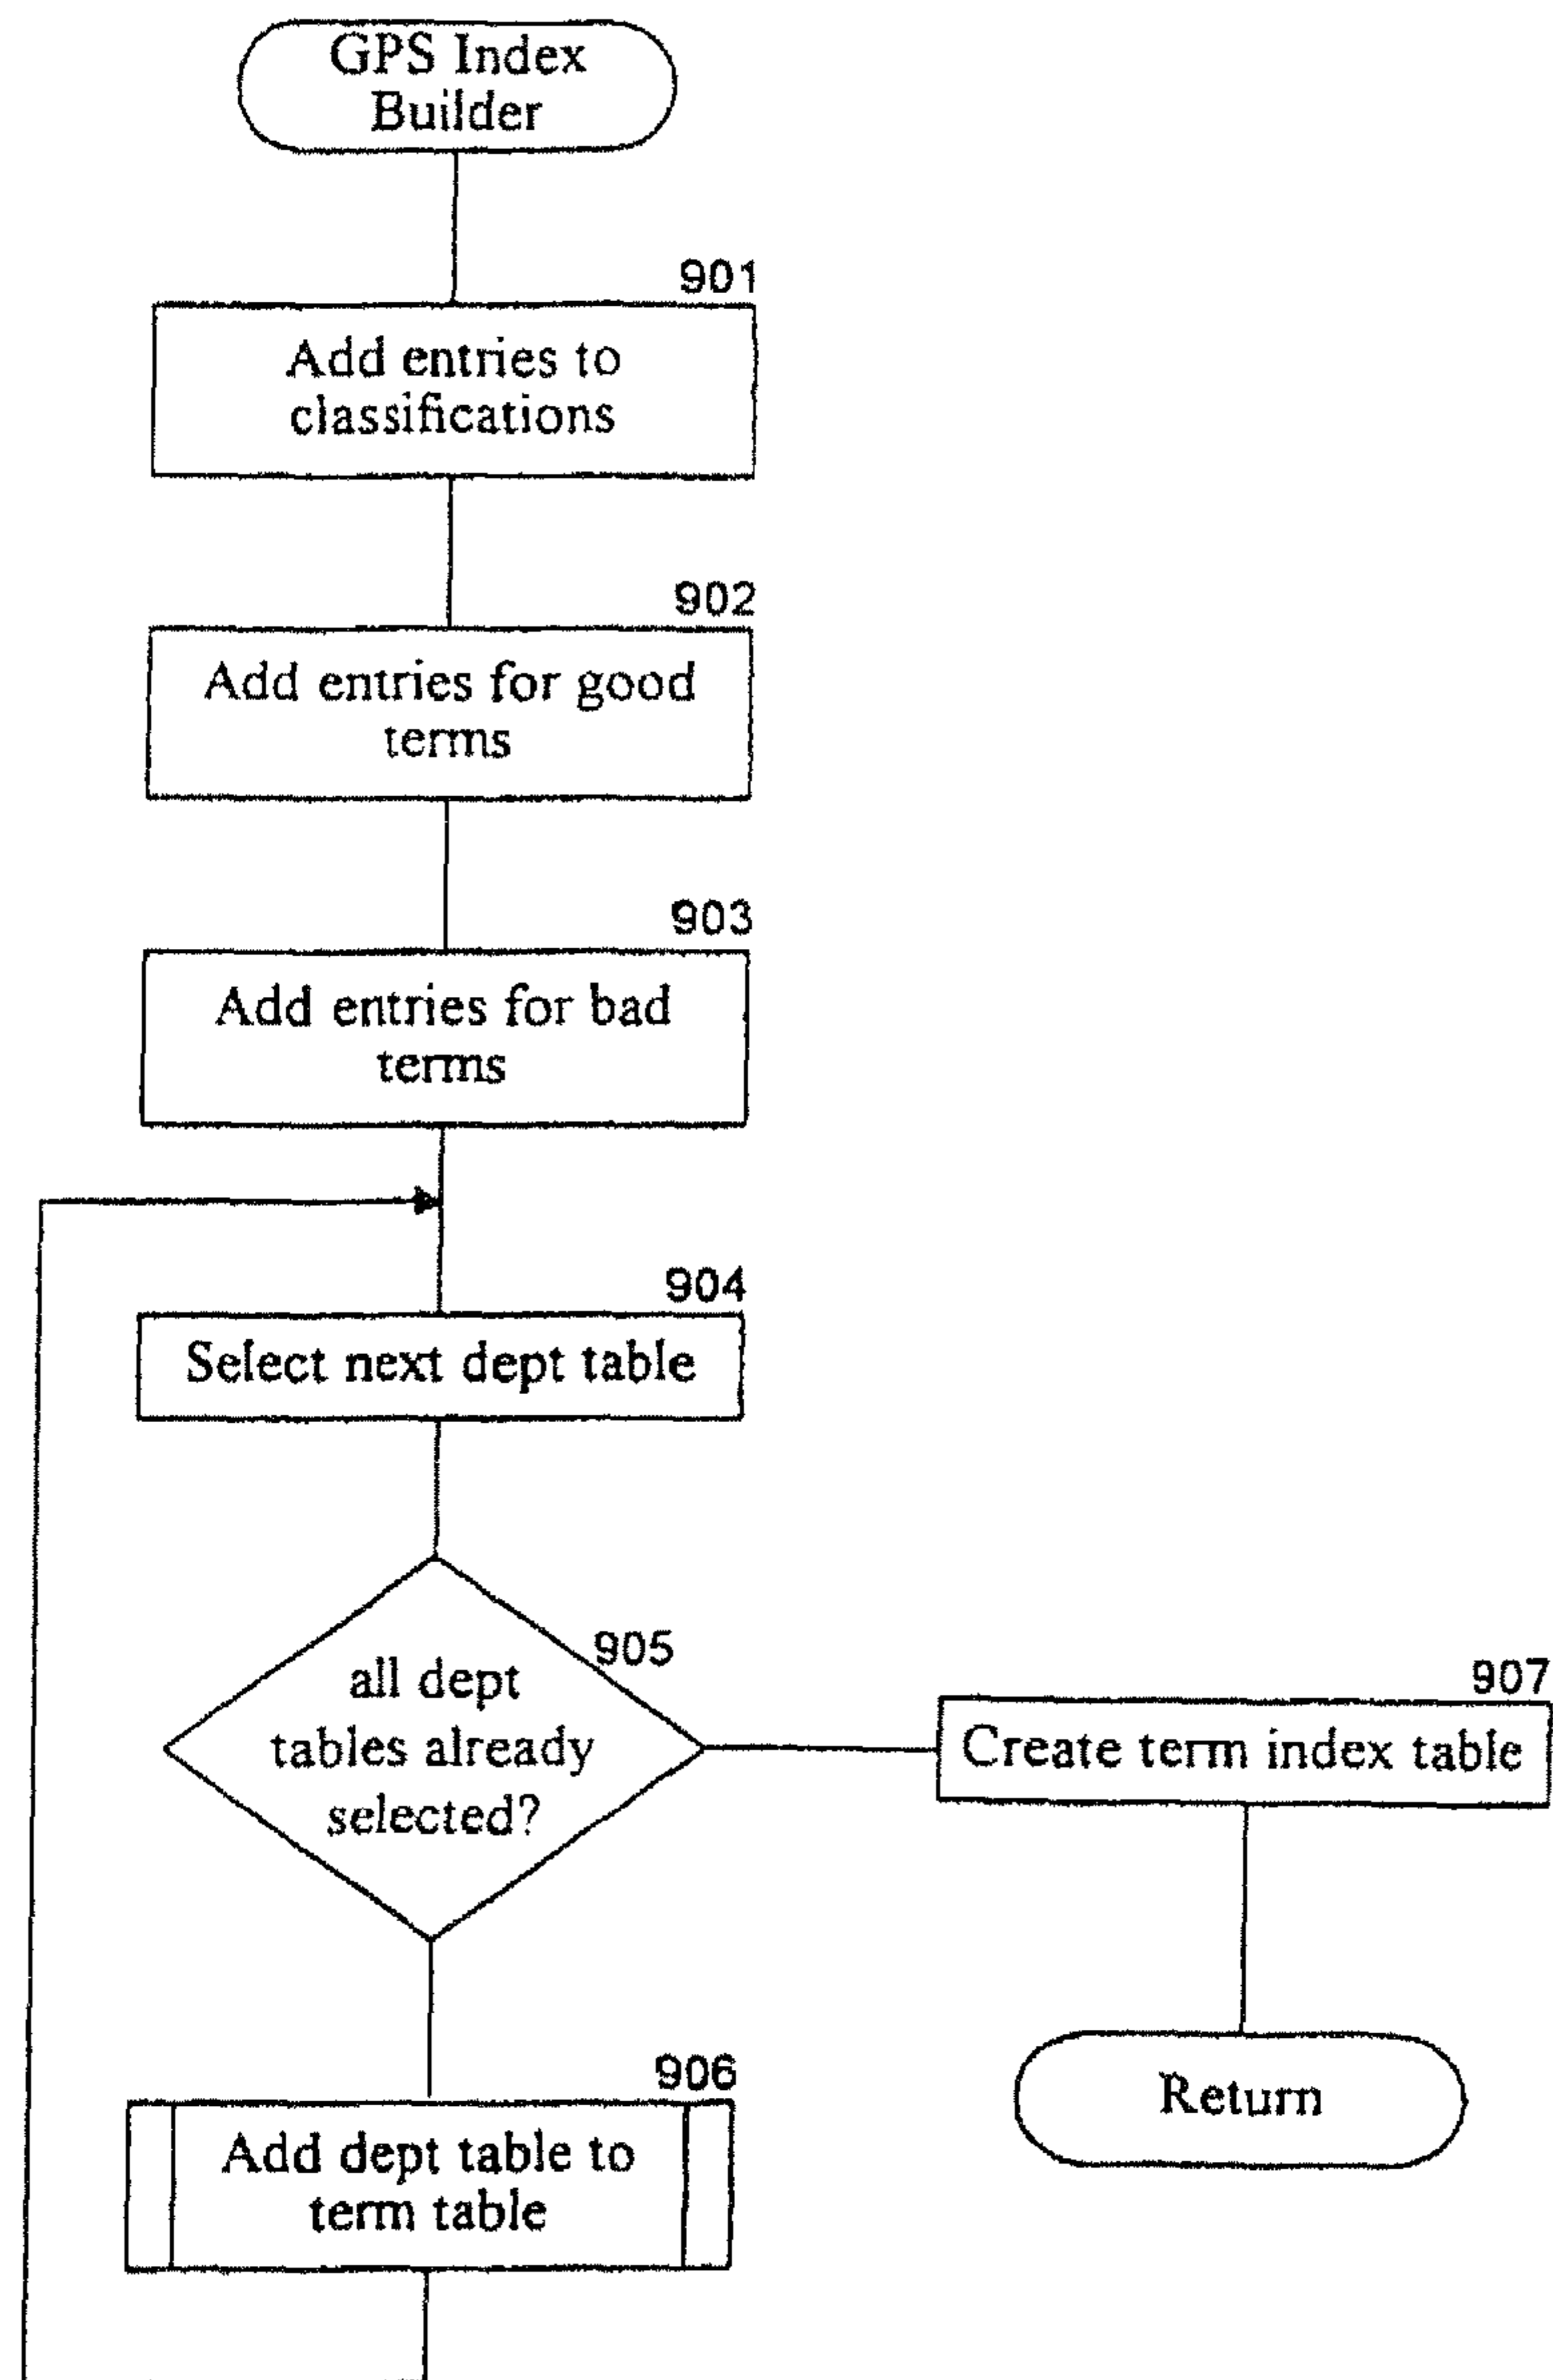 GPS Index
Builder
901
Add entries to
classifications
902
Add entries for good
terms
903
Add entries for bad
terms
904
Select next dept table
905
all dept
tables already
selected?
907
Create term index table
906
Add dept table to
term table
Return